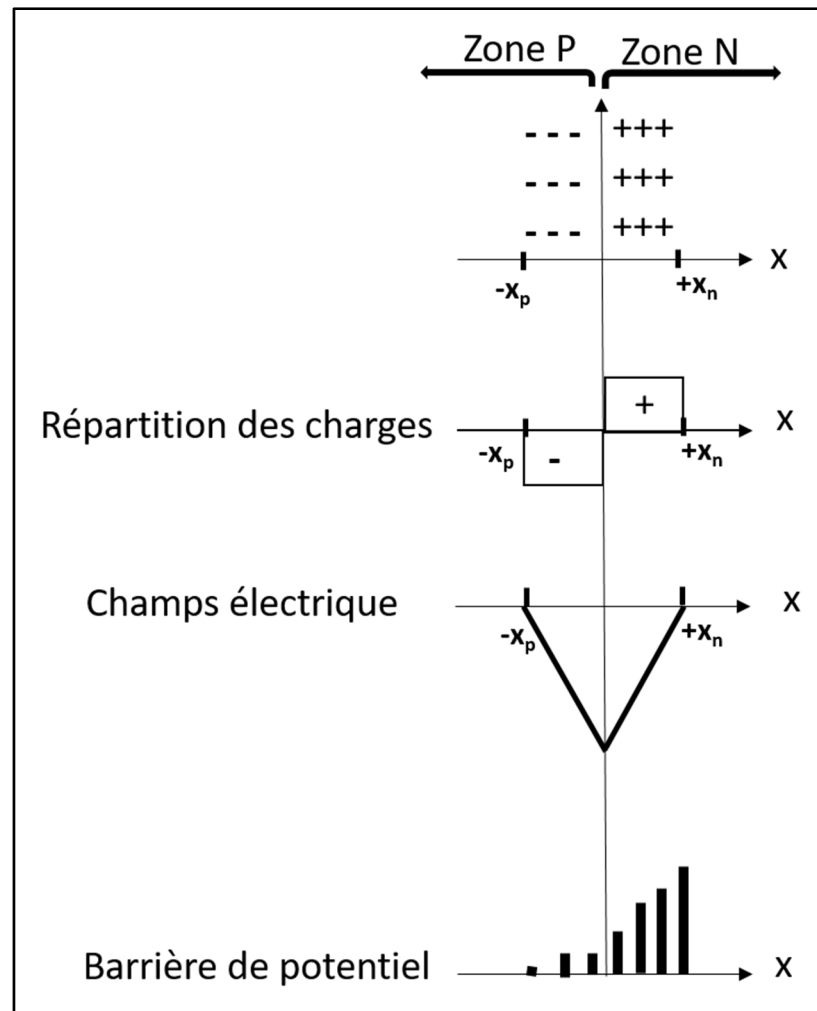 Zone P Zone N
- - - +++
- - - +++
- - - +++
x
-xp +xn
+
Répartition des charges x
-xp - +xn
Champs électrique x
-xp +xn
Barrière de potentiel x